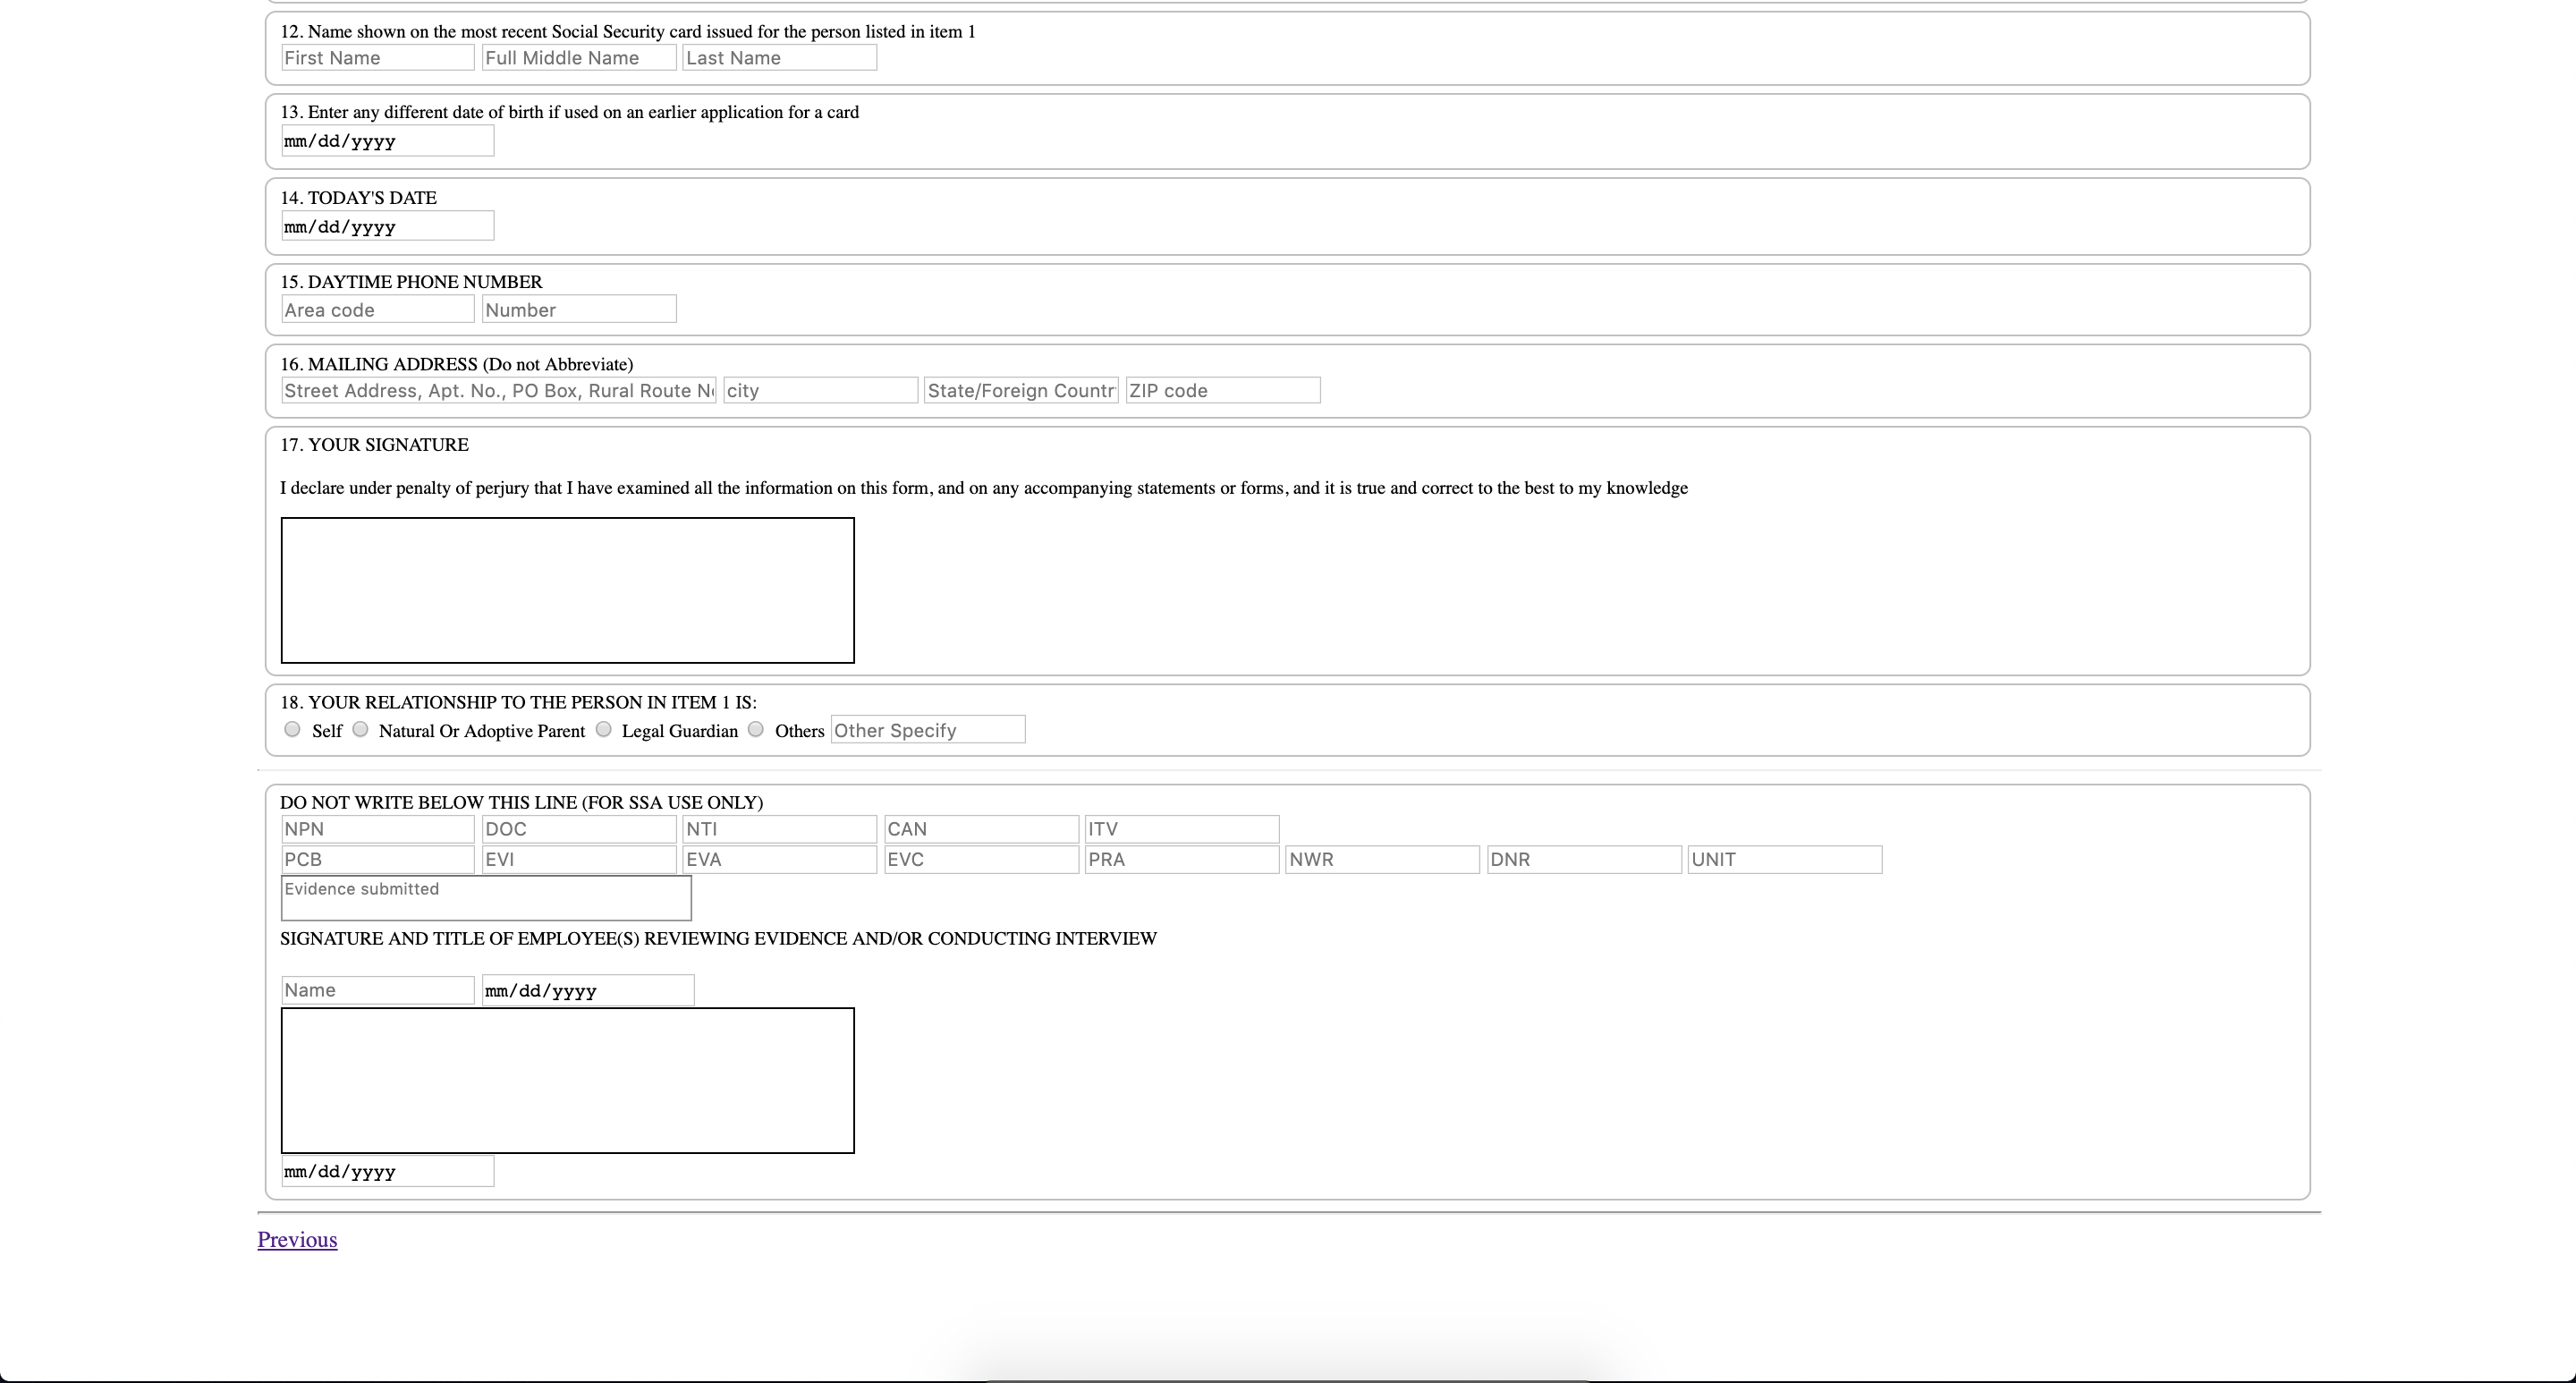 12. Name shown on the most recent Social Security card issued for the person listed in item 1
First Name Full Middle Name Last Name
13. Enter any different date of birth if used on an earlier application for a card
mm/dd/yyyy
14. TODAY'S DATE
mm/dd/yyyy
15. DAYTIME PHONE NUMBER
Area code Number
16. MAILING ADDRESS (Do not Abbreviate)
Street Address, Apt. No., PO Box, Rural Route city State/Foreign Countr ZIP code
17. YOUR SIGNATURE
I declare under penalty of perjury that I have examined all the information on this form, and on any accompanying statements or forms, and it is true and correct to the best to my knowledge
18. YOUR RELATIONSHIP TO THE PERSON IN ITEM 1 IS:
Self Natural Or Adoptive Parent Legal Guardian Others Other Specify
DO NOT WRITE BELOW THIS LINE (FOR SSA USE ONLY)
NPN DOC NTI CAN ITV
PCB EVI EVA EVC PRA NWR DNR UNIT
Evidence submitted
SIGNATURE AND TITLE OF EMPLOYEE(S) REVIEWING EVIDENCE AND/OR CONDUCTING INTERVIEW
Name mm/dd/yyyy
mm/dd/yyyy
Previous